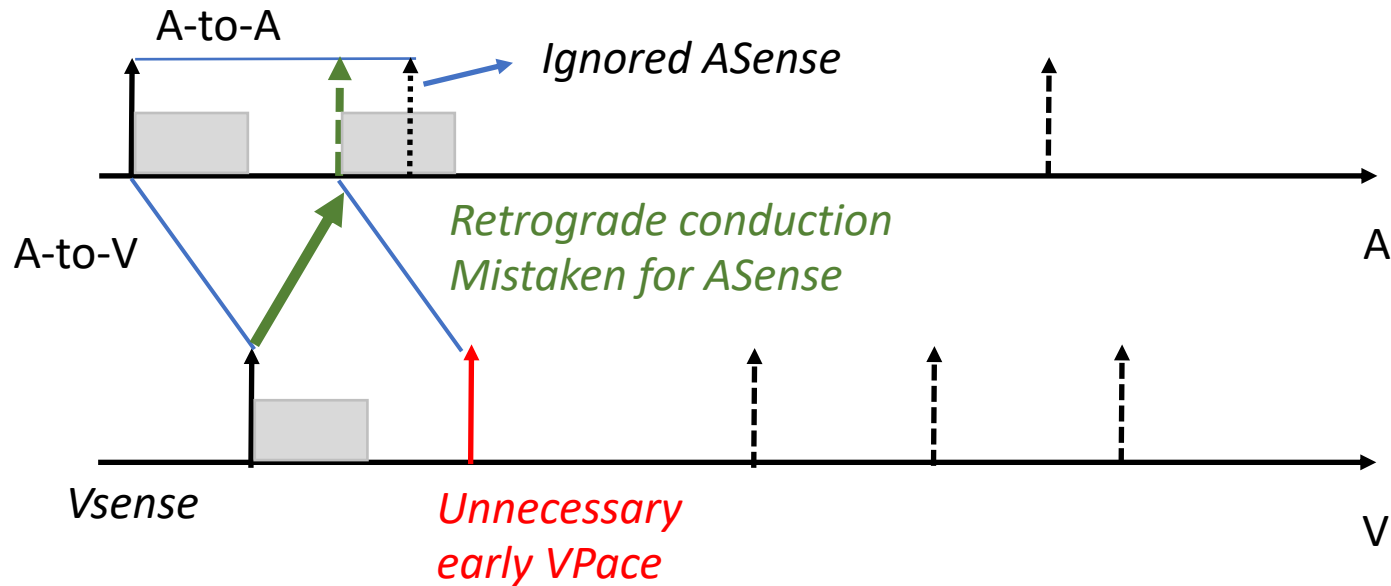 A-to-A
Ignored ASense
Retrograde conduction
Mistaken for ASense
A-to-V
A
Vsense
Unnecessary
early VPace
V